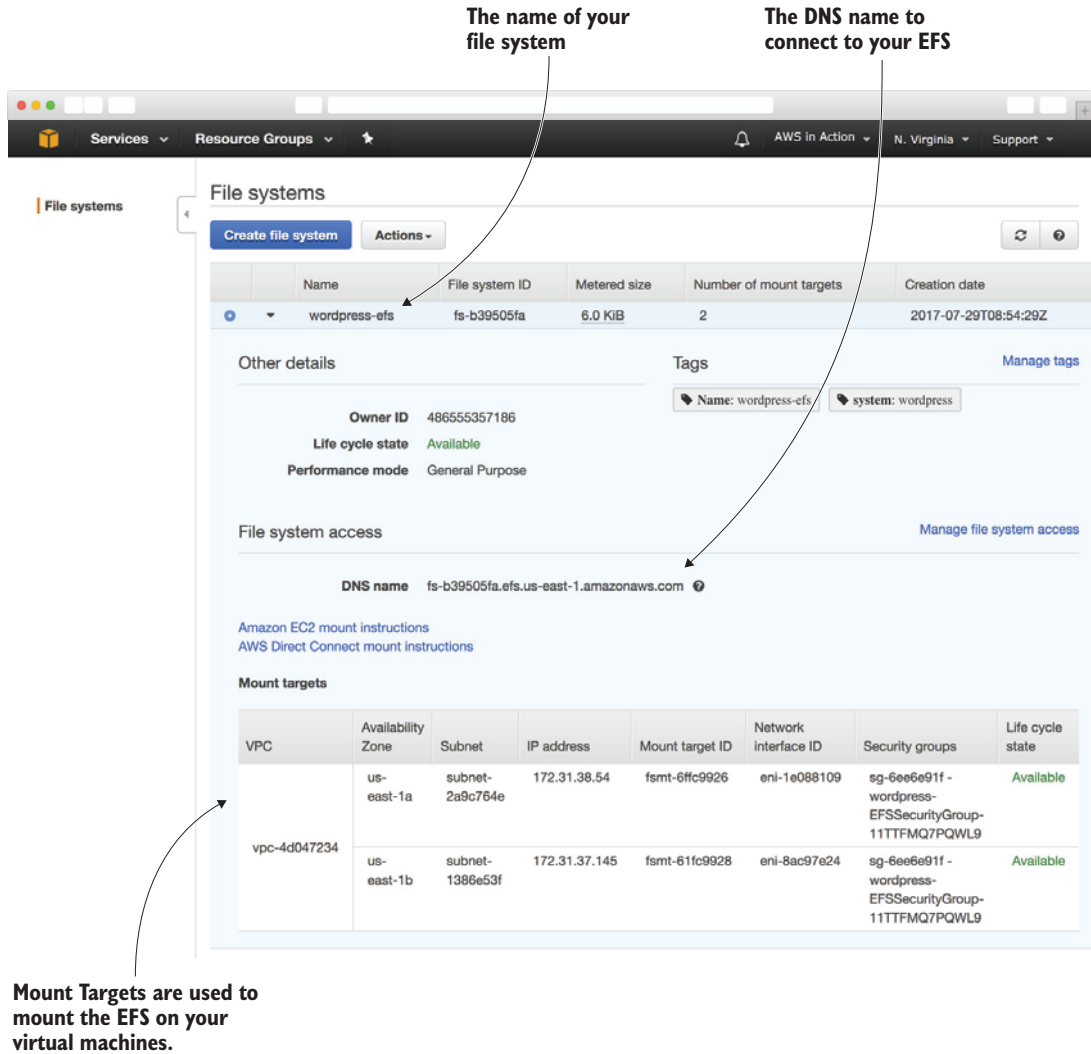 The name of your
file system
The DNS name to
connect to your EFS
Services
Resource Groups
AWS in Action
N. Virginia
Support
File systems
File systems
Create file system
Actions
Name
File system ID
Metered size
Number of mount targets
Creation date
wordpress-efs
fs-b39505fa
6.0 KiB
2
2017-07-29T08:54:29Z
Other details
Tags
Manage tags
Name: wordpress-efs
system: wordpress
Owner ID 486555357186
Life cycle state Available
Performance mode General Purpose
File system access
Manage file system access
DNS name fs-b39505fa.efs.us-east-1.amazonaws.com
Amazon EC2 mount instructions
AWS Direct Connect mount instructions
Mount targets
VPC
Availability
Zone
Subnet
IP address
Mount target ID
Network
interface ID
Security groups
Life cycle
state
vpc-4d047234
us-
east-1a
subnet-
2a9c764e
172.31.38.54
fsmt-6ffc9926
eni-1e088109
sg-6ee6e91f -
wordpress-
EFSSecurityGroup-
11TTFMQ7PQWL9
Available
us-
east-1b
subnet-
1386e53f
172.31.37.145
fsmt-61fc9928
eni-8ac97e24
sg-6ee6e91f -
wordpress-
EFSSecurityGroup-
11TTFMQ7PQWL9
Available
Mount Targets are used to
mount the EFS on your
virtual machines.